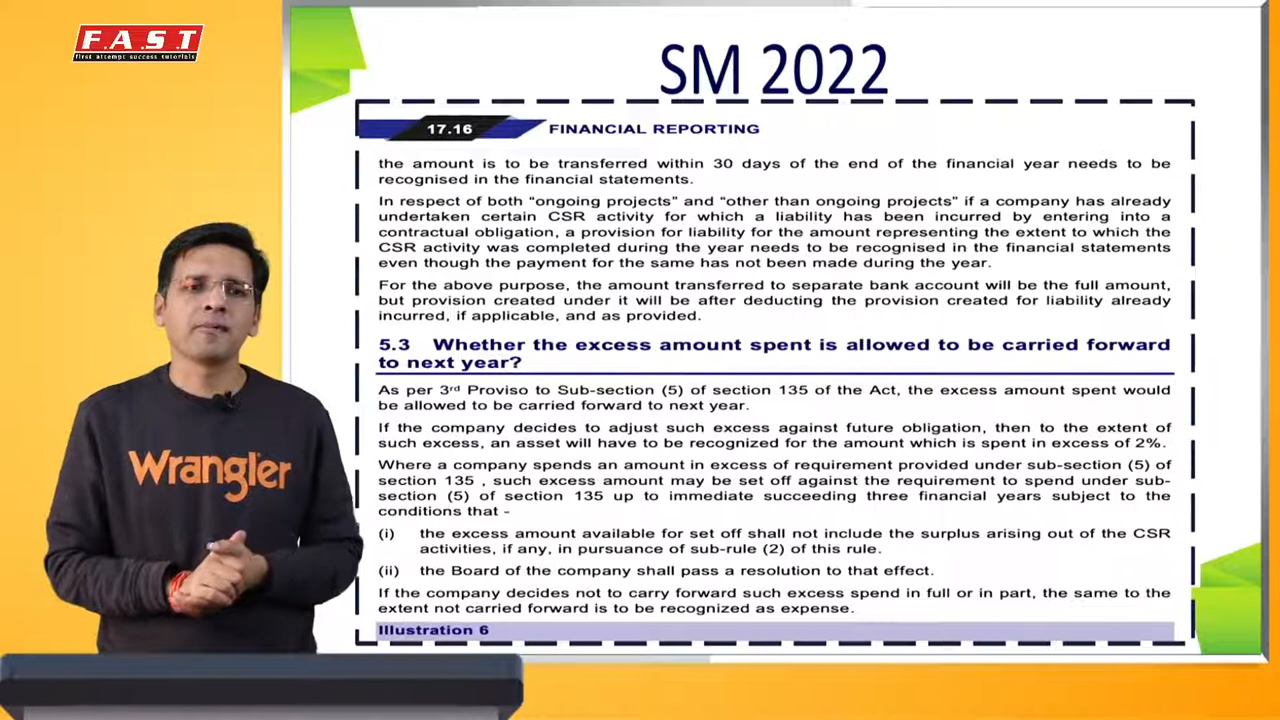 F.A.S.T
first attempt success tutorials
SM 2022
17.16 FINANCIAL REPORTING
the amount is to be transferred within 30 days of the end of the financial year needs to be
recognised in the financial statements.
In respect of both “ongoing projects” and “other than ongoing projects” if a company has already
undertaken certain CSR activity for which a liability has been incurred by entering into a
contractual obligation, a provision for liability for the amount representing the extent to which the
CSR activity was completed during the year needs to be recognised in the financial statements
even though the payment for the same has not been made during the year.
For the above purpose, the amount transferred to separate bank account will be the full amount,
but provision created under it will be after deducting the provision created for liability already
incurred, if applicable, and as provided.
5.3 Whether the excess amount spent is allowed to be carried forward
to next year?
As per 3rd Proviso to Sub-section (5) of section 135 of the Act, the excess amount spent would
be allowed to be carried forward to next year.
If the company decides to adjust such excess against future obligation, then to the extent of
such excess, an asset will have to be recognized for the amount which is spent in excess of 2%.
Where a company spends an amount in excess of requirement provided under sub-section (5) of
section 135 , such excess amount may be set off against the requirement to spend under sub-
section (5) of section 135 up to immediate succeeding three financial years subject to the
conditions that -
(i) the excess amount available for set off shall not include the surplus arising out of the CSR
activities, if any, in pursuance of sub-rule (2) of this rule.
(ii) the Board of the company shall pass a resolution to that effect.
If the company decides not to carry forward such excess spend in full or in part, the same to the
extent not carried forward is to be recognized as expense.
Illustration 6
Wrangler